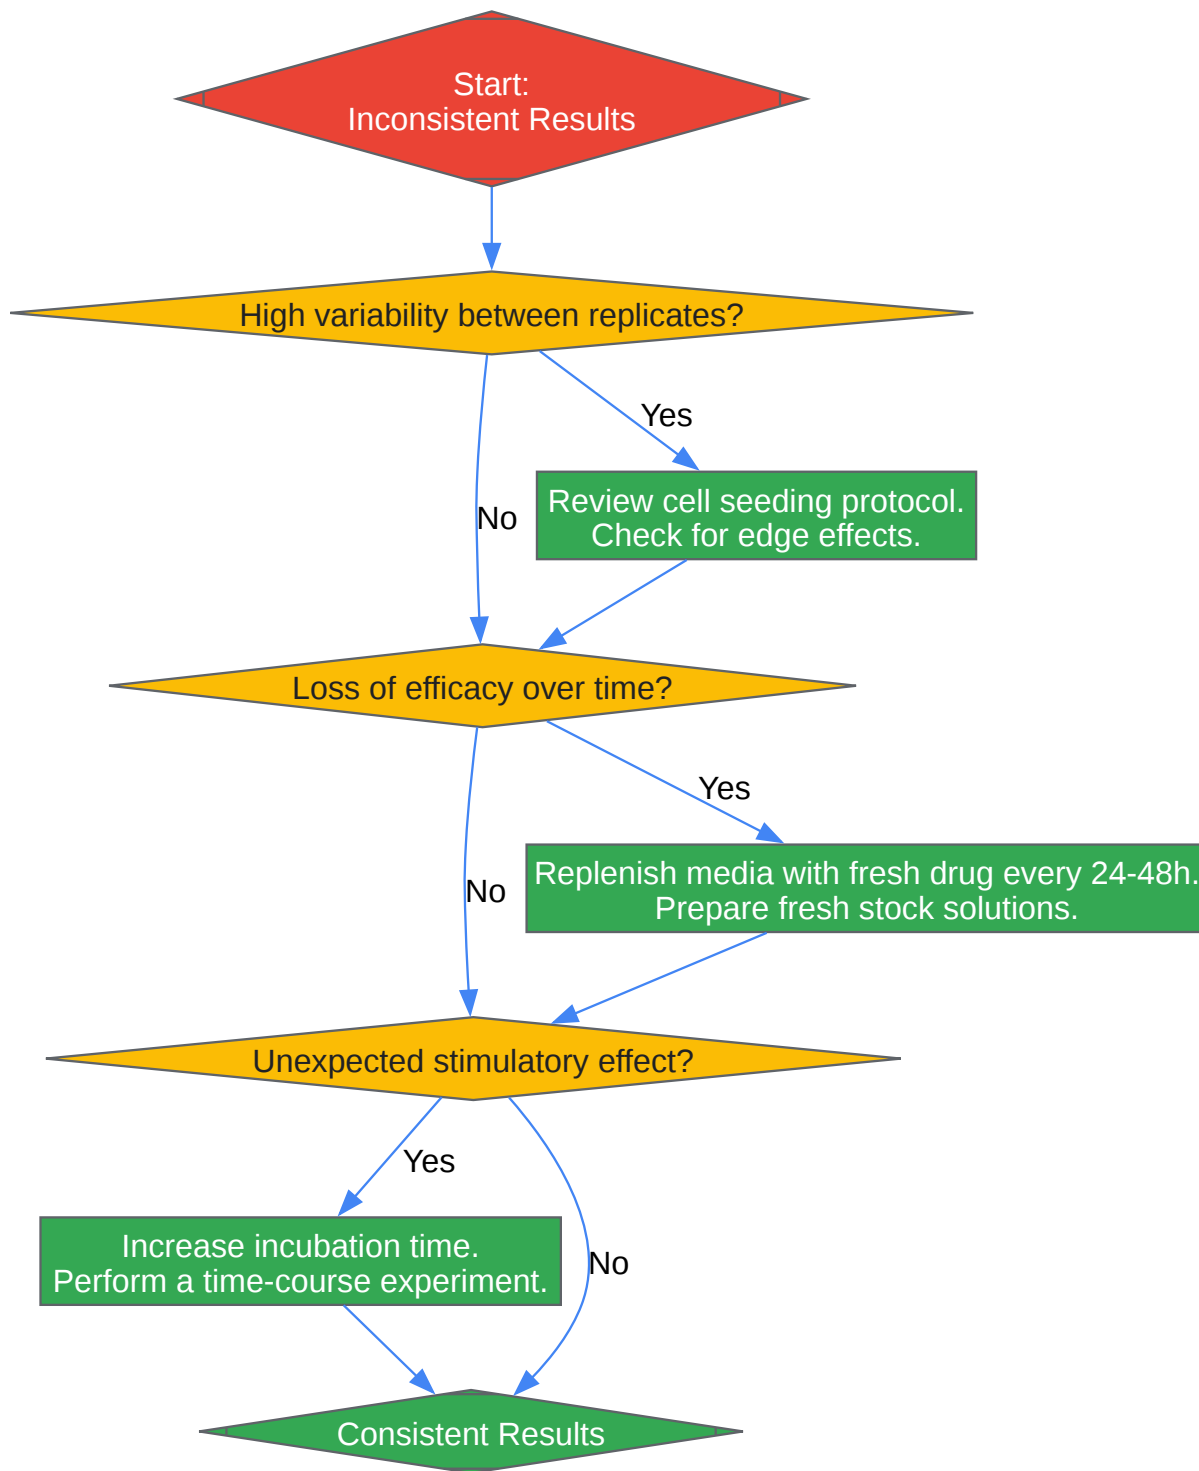 Start:
Inconsistent Results
High variability between replicates?
Yes
Review cell seeding protocol.
Check for edge effects.
No
Loss of efficacy over time?
Yes
Replenish media with fresh drug every 24-48h.
Prepare fresh stock solutions.
No
Unexpected stimulatory effect?
Yes
Increase incubation time.
Perform a time-course experiment.
No
Consistent Results